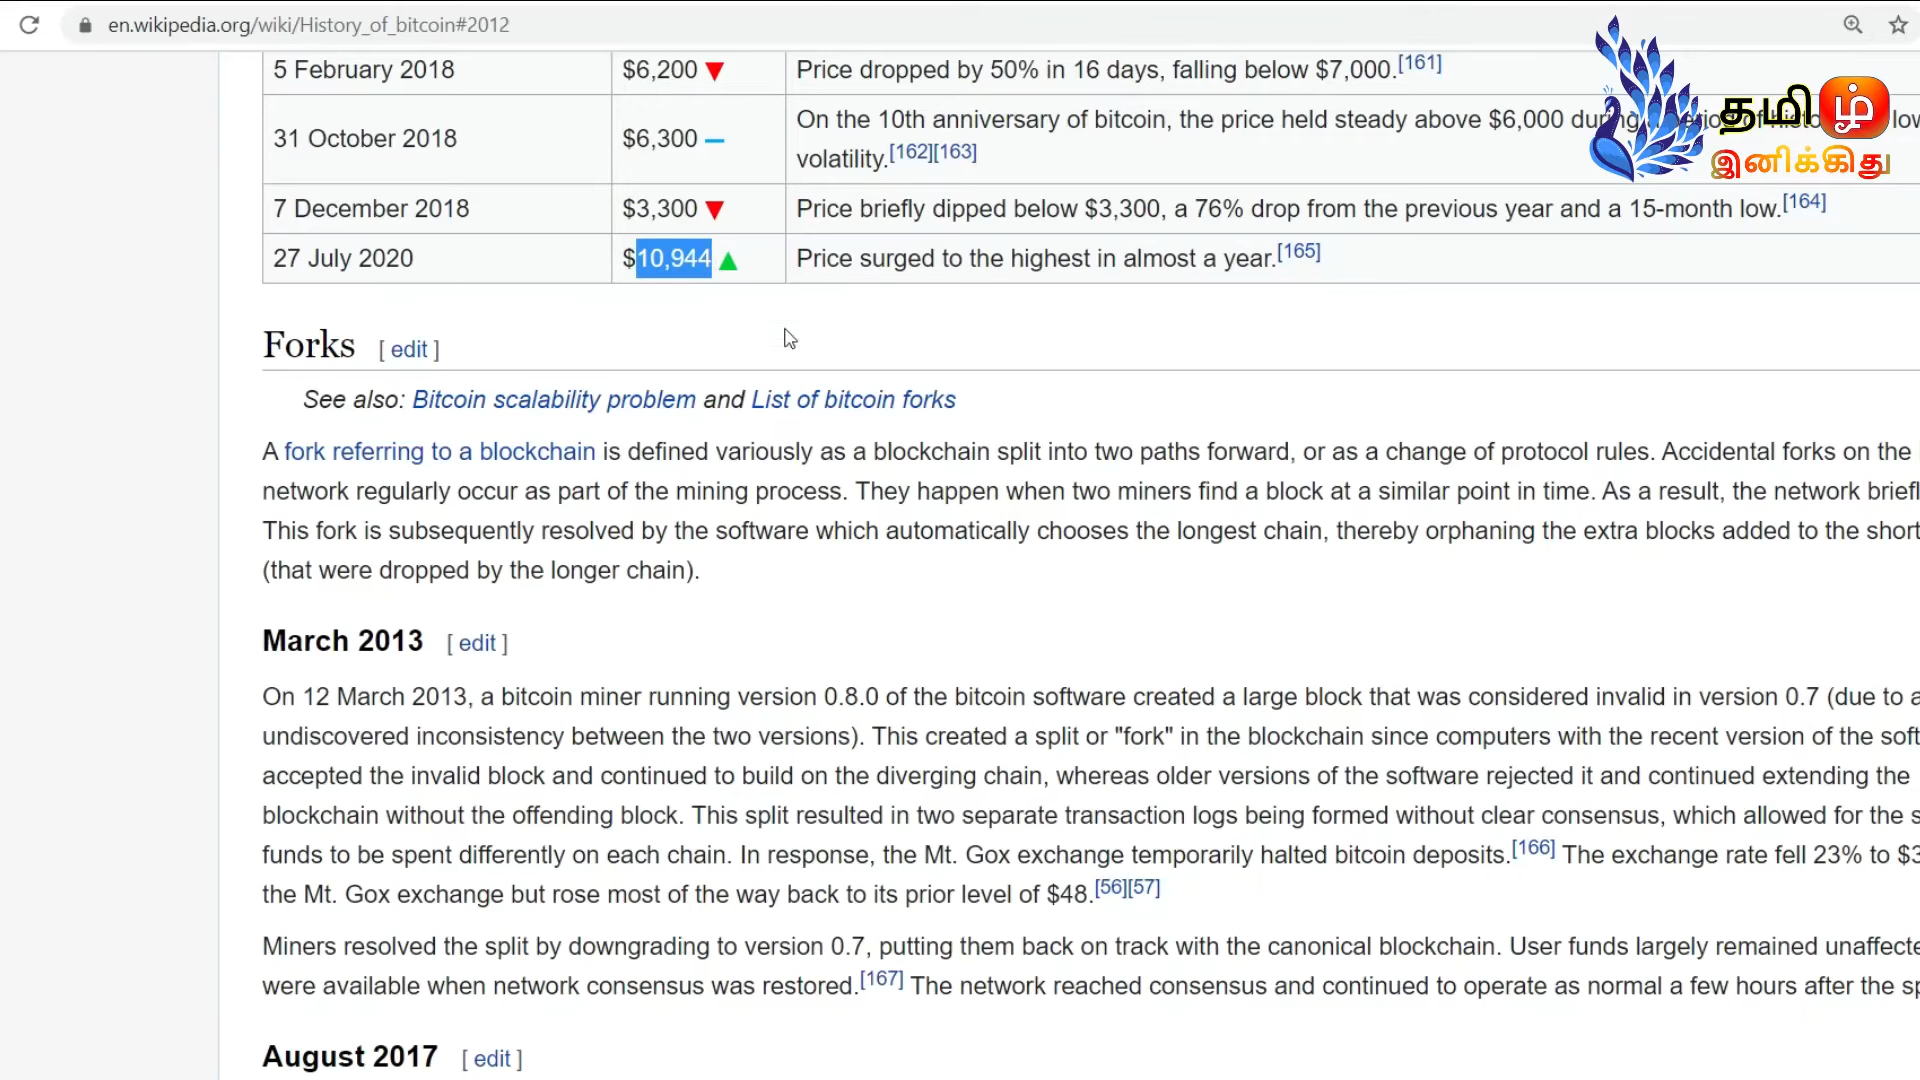 en.wikipedia.org/wiki/History_of_bitcoin#2012
5 February 2018 $6,200 ▼ Price dropped by 50% in 16 days, falling below $7,000.[161]
31 October 2018 $6,300 – On the 10th anniversary of bitcoin, the price held steady above $6,000 during a period of historically low
volatility.[162][163]
7 December 2018 $3,300 ▼ Price briefly dipped below $3,300, a 76% drop from the previous year and a 15-month low.[164]
27 July 2020 $10,944 ▲ Price surged to the highest in almost a year.[165]
தமிழ்
இனிக்கிது
Forks [ edit ]
See also: Bitcoin scalability problem and List of bitcoin forks
A fork referring to a blockchain is defined variously as a blockchain split into two paths forward, or as a change of protocol rules. Accidental forks on the
network regularly occur as part of the mining process. They happen when two miners find a block at a similar point in time. As a result, the network briefl
This fork is subsequently resolved by the software which automatically chooses the longest chain, thereby orphaning the extra blocks added to the short
(that were dropped by the longer chain).
March 2013 [ edit ]
On 12 March 2013, a bitcoin miner running version 0.8.0 of the bitcoin software created a large block that was considered invalid in version 0.7 (due to a
undiscovered inconsistency between the two versions). This created a split or "fork" in the blockchain since computers with the recent version of the soft
accepted the invalid block and continued to build on the diverging chain, whereas older versions of the software rejected it and continued extending the
blockchain without the offending block. This split resulted in two separate transaction logs being formed without clear consensus, which allowed for the s
funds to be spent differently on each chain. In response, the Mt. Gox exchange temporarily halted bitcoin deposits.[166] The exchange rate fell 23% to $3
the Mt. Gox exchange but rose most of the way back to its prior level of $48.[56][57]
Miners resolved the split by downgrading to version 0.7, putting them back on track with the canonical blockchain. User funds largely remained unaffecte
were available when network consensus was restored.[167] The network reached consensus and continued to operate as normal a few hours after the sp
August 2017 [ edit ]